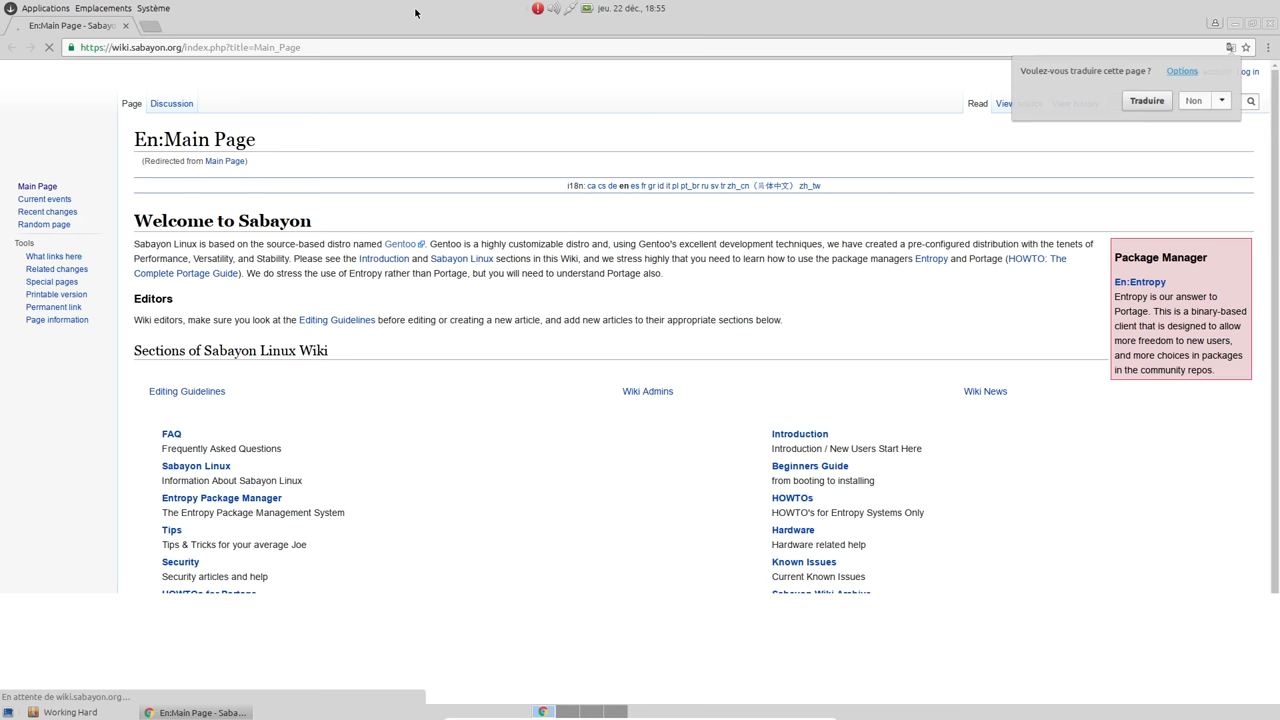 Applications Emplacements Système
jeu. 22 déc., 18:55
En:Main Page - Sabayo
https://wiki.sabayon.org/index.php?title=Main_Page
Voulez-vous traduire cette page ? Options
Log in
Traduire Non
Page Discussion
Read View source View history
En:Main Page
(Redirected from Main Page)
i18n: ca cs de en es fr gr id it pl pt_br ru sv tr zh_cn zh_tw
Main Page
Current events
Recent changes
Random page
Tools
What links here
Related changes
Special pages
Printable version
Permanent link
Page information
Welcome to Sabayon
Sabayon Linux is based on the source-based distro named Gentoo. Gentoo is a highly customizable distro and, using Gentoo's excellent development techniques, we have created a pre-configured distribution with the tenets of
Performance, Versatility, and Stability. Please see the Introduction and Sabayon Linux sections in this Wiki, and we stress highly that you need to learn how to use the package managers Entropy and Portage (HOWTO: The
Complete Portage Guide). We do stress the use of Entropy rather than Portage, but you will need to understand Portage also.
Package Manager
En:Entropy
Entropy is our answer to
Portage. This is a binary-based
client that is designed to allow
more freedom to new users,
and more choices in packages
in the community repos.
Editors
Wiki editors, make sure you look at the Editing Guidelines before editing or creating a new article, and add new articles to their appropriate sections below.
Sections of Sabayon Linux Wiki
Editing Guidelines Wiki Admins Wiki News
FAQ
Frequently Asked Questions
Sabayon Linux
Information About Sabayon Linux
Entropy Package Manager
The Entropy Package Management System
Tips
Tips & Tricks for your average Joe
Security
Security articles and help
HOWTOs for Portage
Introduction
Introduction / New Users Start Here
Beginners Guide
from booting to installing
HOWTOs
HOWTO's for Entropy Systems Only
Hardware
Hardware related help
Known Issues
Current Known Issues
Sabayon Wiki Archive
En attente de wiki.sabayon.org…
Working Hard
En:Main Page - Saba…